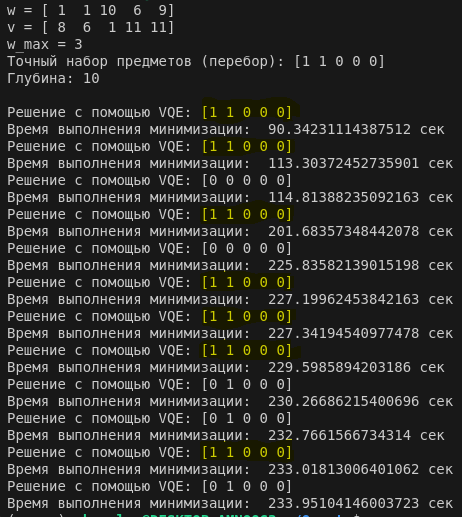 w = [ 1  1 10  6  9]
v = [ 8  6  1 11 11]
w_max = 3
Точный набор предметов (перебор): [1 1 0 0 0]
Глубина: 10
Решение с помощью VQE: [1 1 0 0 0]
Время выполнения минимизации:  90.34231114387512 сек
Решение с помощью VQE: [1 1 0 0 0]
Время выполнения минимизации:  113.30372452735901 сек
Решение с помощью VQE: [0 0 0 0 0]
Время выполнения минимизации:  114.81388235092163 сек
Решение с помощью VQE: [1 1 0 0 0]
Время выполнения минимизации:  201.68357348442078 сек
Решение с помощью VQE: [0 0 0 0 0]
Время выполнения минимизации:  225.83582139015198 сек
Решение с помощью VQE: [1 1 0 0 0]
Время выполнения минимизации:  227.19962453842163 сек
Решение с помощью VQE: [1 1 0 0 0]
Время выполнения минимизации:  227.34194540977478 сек
Решение с помощью VQE: [1 1 0 0 0]
Время выполнения минимизации:  229.5985894203186 сек
Решение с помощью VQE: [0 1 0 0 0]
Время выполнения минимизации:  230.26686215400696 сек
Решение с помощью VQE: [0 1 0 0 0]
Время выполнения минимизации:  232.7661566734314 сек
Решение с помощью VQE: [1 1 0 0 0]
Время выполнения минимизации:  233.01813006401062 сек
Решение с помощью VQE: [0 1 0 0 0]
Время выполнения минимизации:  233.95104146003723 сек